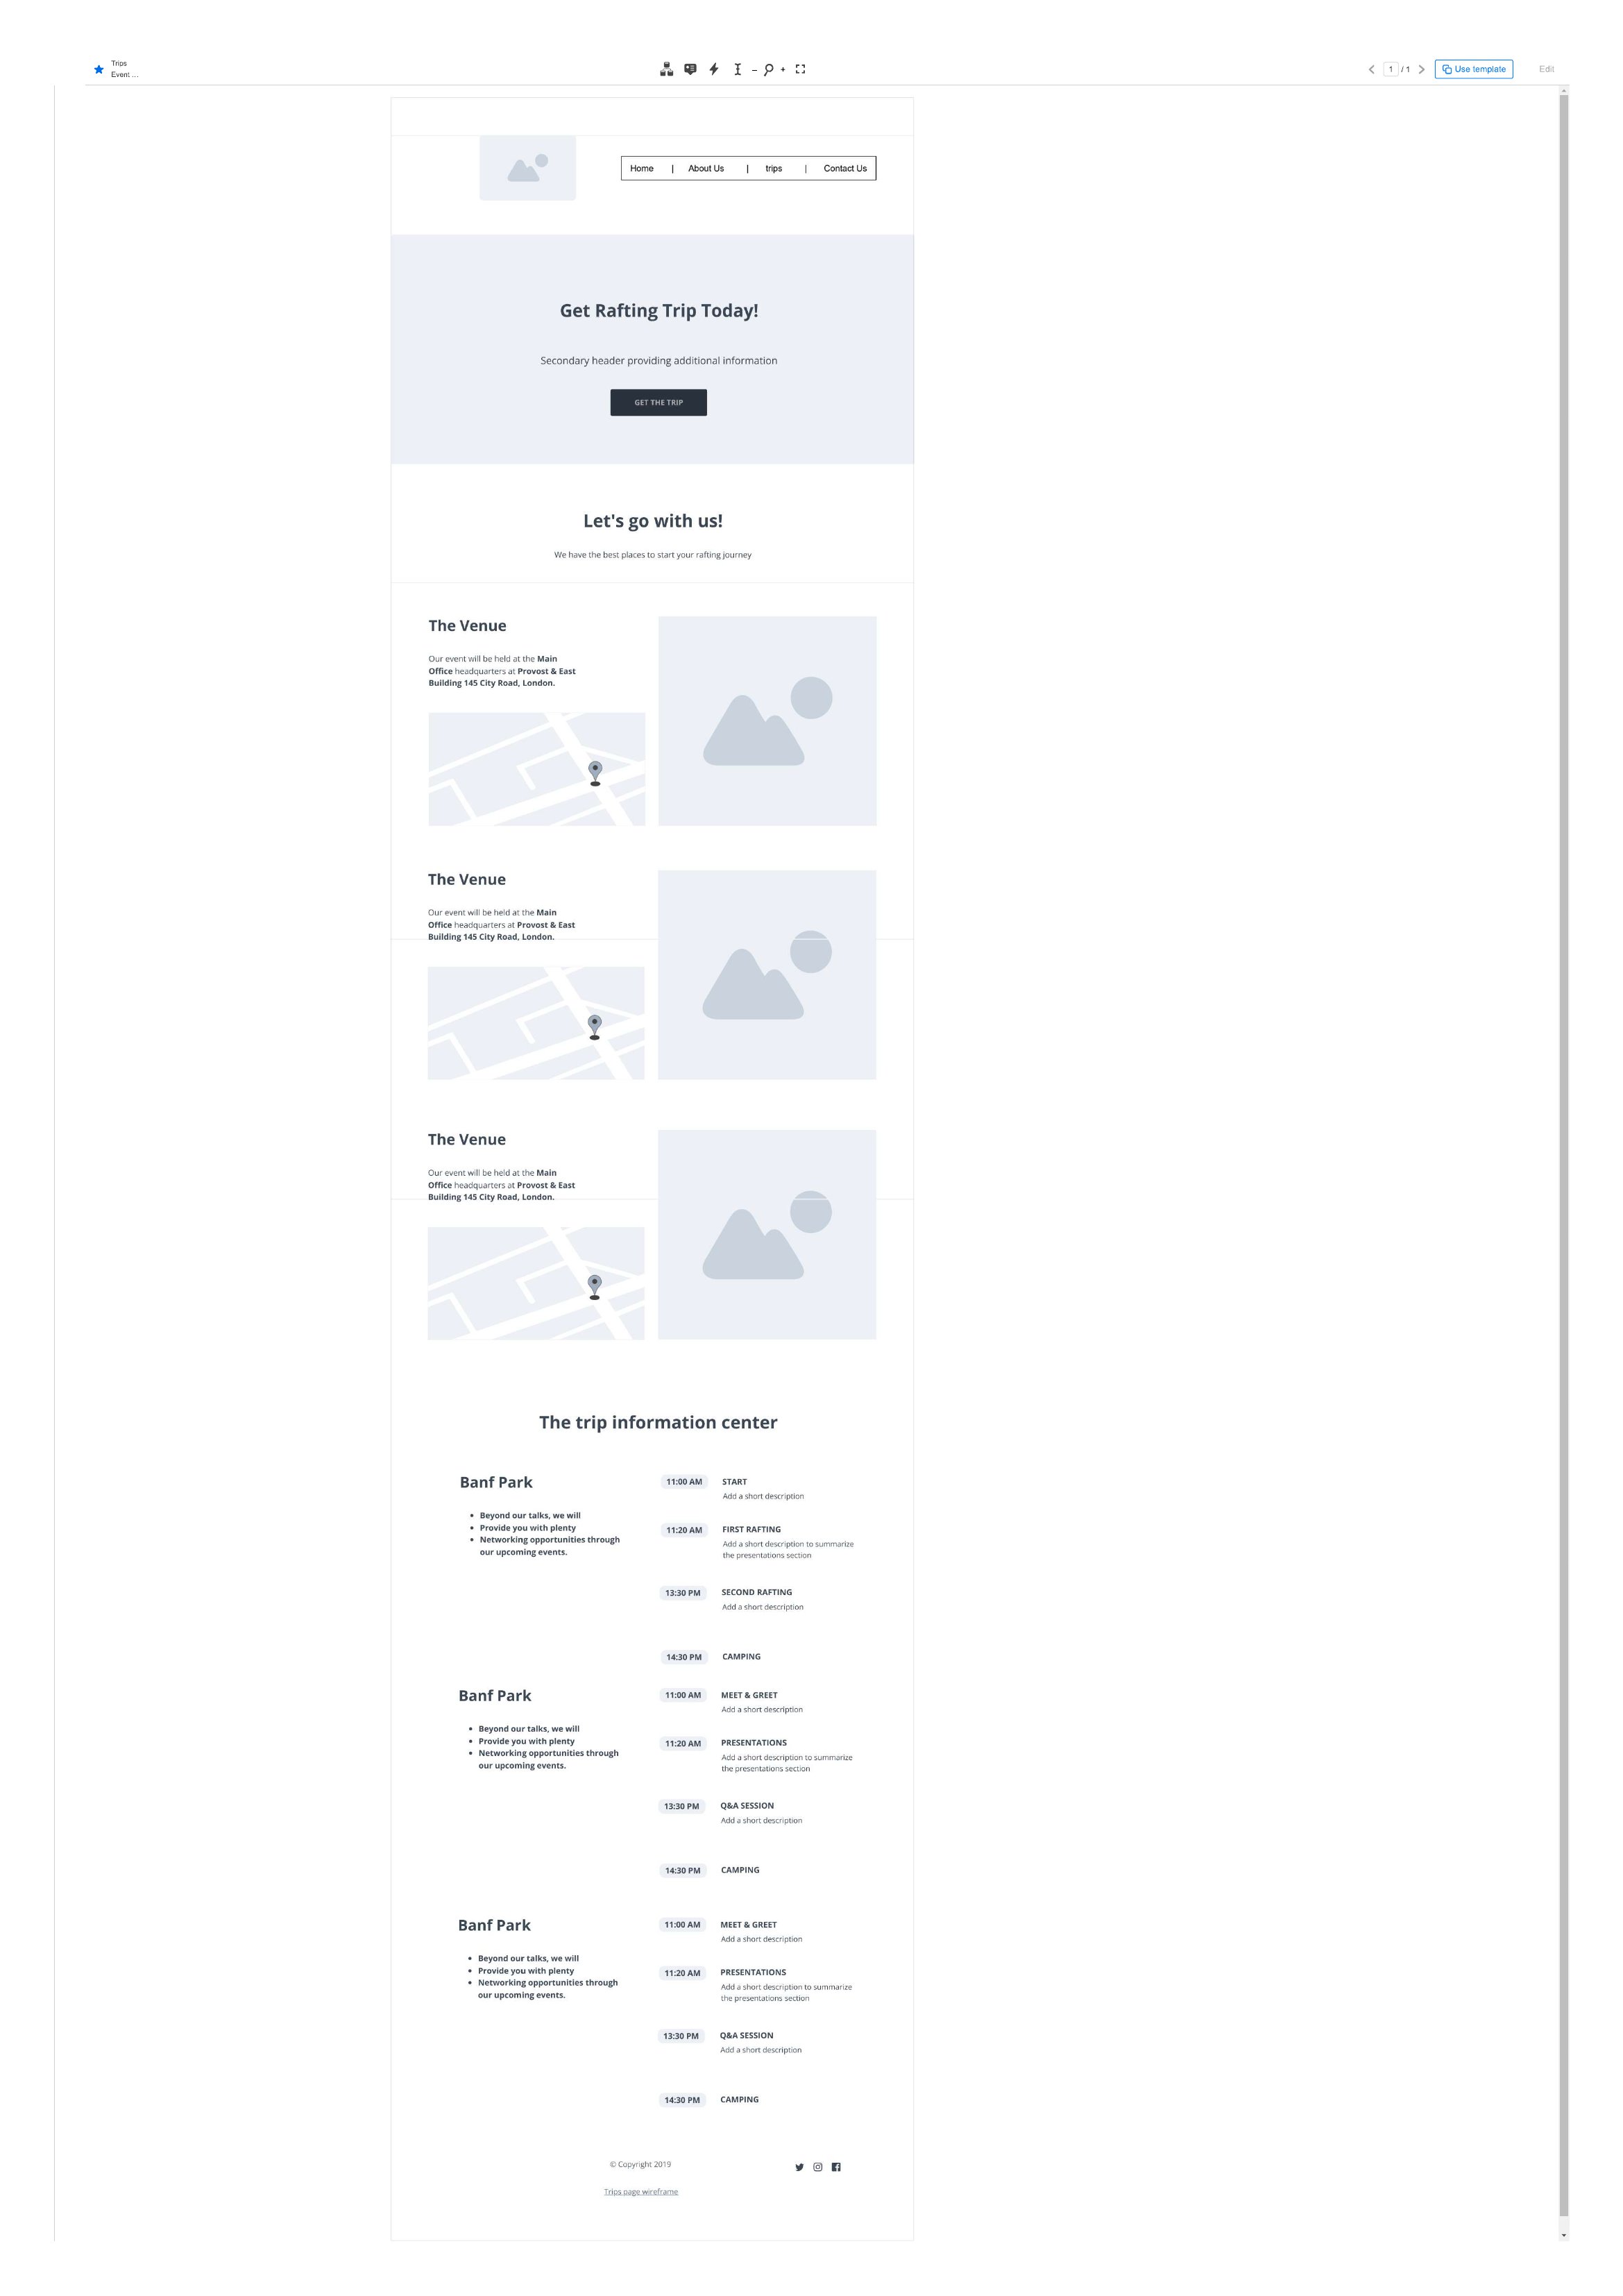 Trips
Event ...
1 / 1
Use template
Edit
Home | About Us | trips | Contact Us
Get Rafting Trip Today!
Secondary header providing additional information
GET THE TRIP
Let's go with us!
We have the best places to start your rafting journey
The Venue
Our event will be held at the Main
Office headquarters at Provost & East
Building 145 City Road, London.
The Venue
Our event will be held at the Main
Office headquarters at Provost & East
Building 145 City Road, London.
The Venue
Our event will be held at the Main
Office headquarters at Provost & East
Building 145 City Road, London.
The trip information center
Banf Park
• Beyond our talks, we will
• Provide you with plenty
• Networking opportunities through
our upcoming events.
11:00 AM START
Add a short description
11:20 AM FIRST RAFTING
Add a short description to summarize
the presentations section
13:30 PM SECOND RAFTING
Add a short description
14:30 PM CAMPING
Banf Park
• Beyond our talks, we will
• Provide you with plenty
• Networking opportunities through
our upcoming events.
11:00 AM MEET & GREET
Add a short description
11:20 AM PRESENTATIONS
Add a short description to summarize
the presentations section
13:30 PM Q&A SESSION
Add a short description
14:30 PM CAMPING
Banf Park
• Beyond our talks, we will
• Provide you with plenty
• Networking opportunities through
our upcoming events.
11:00 AM MEET & GREET
Add a short description
11:20 AM PRESENTATIONS
Add a short description to summarize
the presentations section
13:30 PM Q&A SESSION
Add a short description
14:30 PM CAMPING
© Copyright 2019
Trips page wireframe